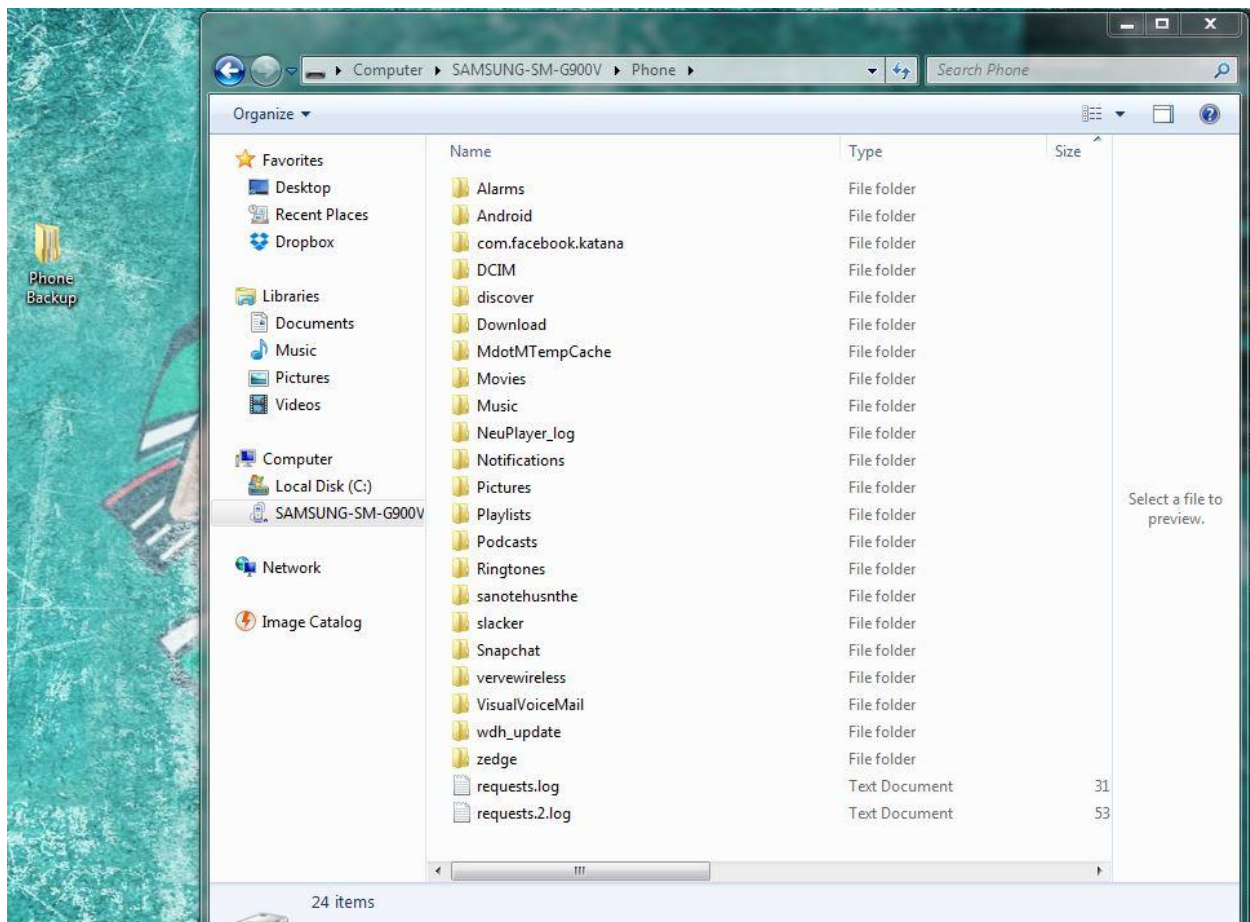 Computer SAMSUNG-SM-G900V Phone Search Phone
Organize
Phone
Backup
Favorites
Desktop
Recent Places
Dropbox
Libraries
Documents
Music
Pictures
Videos
Computer
Local Disk (C:)
SAMSUNG-SM-G900V
Network
Image Catalog
Name Type Size
Alarms File folder
Android File folder
com.facebook.katana File folder
DCIM File folder
discover File folder
Download File folder
MdotMTempCache File folder
Movies File folder
Music File folder
NeuPlayer_log File folder
Notifications File folder
Pictures File folder
Playlists File folder
Podcasts File folder
Ringtones File folder
sanotehusnthe File folder
slacker File folder
Snapchat File folder
vervewireless File folder
VisualVoiceMail File folder
wdh_update File folder
zedge File folder
requests.log Text Document 31
requests.2.log Text Document 53
Select a file to
preview.
24 items